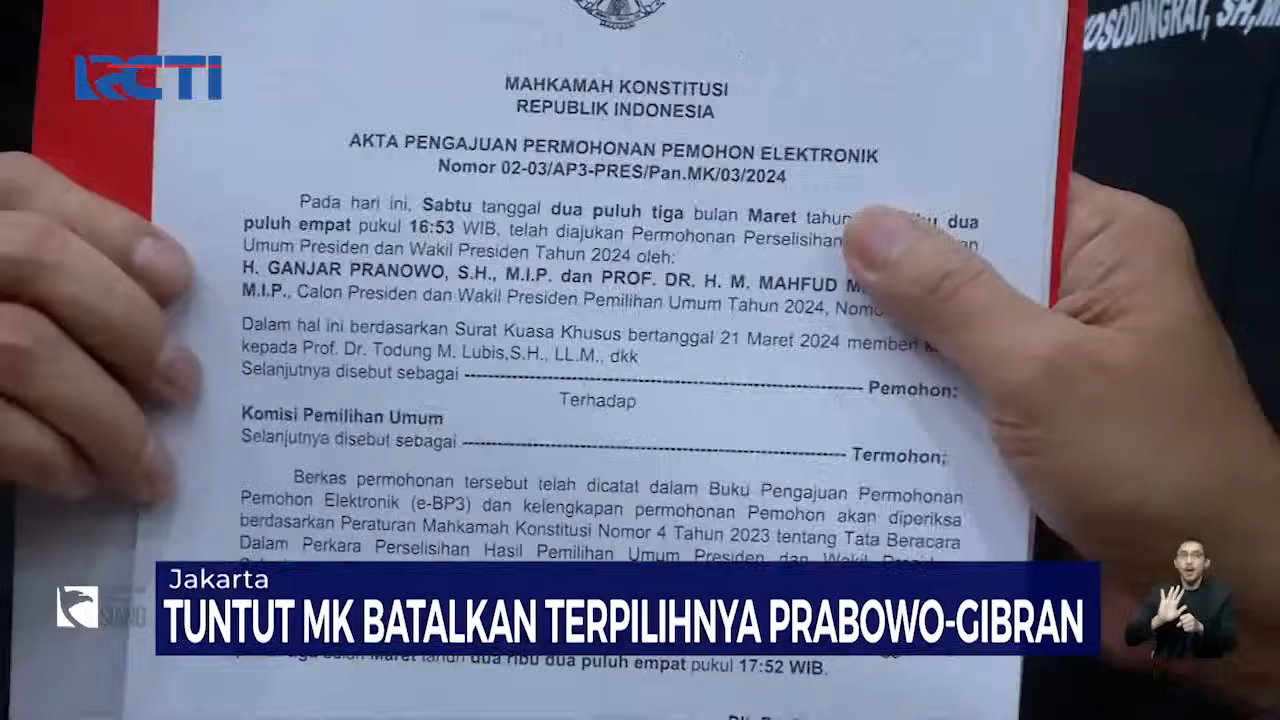 RCTI
OSODINGRAT, SH,M
MAHKAMAH KONSTITUSI
REPUBLIK INDONESIA
AKTA PENGAJUAN PERMOHONAN PEMOHON ELEKTRONIK
Nomor 02-03/AP3-PRES/Pan.MK/03/2024
Pada hari ini, Sabtu tanggal dua puluh tiga bulan Maret tahun dua
puluh empat pukul 16:53 WIB, telah diajukan Permohonan Perselisihan
Umum Presiden dan Wakil Presiden Tahun 2024 oleh:
H. GANJAR PRANOWO, S.H., M.I.P. dan PROF. DR. H. M. MAHFUD M.
M.I.P., Calon Presiden dan Wakil Presiden Pemilihan Umum Tahun 2024,
Dalam hal ini berdasarkan Surat Kuasa Khusus bertanggal 21 Maret 2024 memberi
kepada Prof. Dr. Todung M. Lubis,S.H., LL.M., dkk
Selanjutnya disebut sebagai ------------------------------------------------ Pemohon;
Terhadap
Komisi Pemilihan Umum
Selanjutnya disebut sebagai ------------------------------------------------ Termohon;
Berkas permohonan tersebut telah dicatat dalam Buku Pengajuan Permohonan
Pemohon Elektronik (e-BP3) dan kelengkapan permohonan Pemohon akan diperiksa
berdasarkan Peraturan Mahkamah Konstitusi Nomor 4 Tahun 2023 tentang Tata Beracara
Dalam Perkara Perselisihan Hasil Pemilihan Umum Presiden dan Wakil
Jakarta
TUNTUT MK BATALKAN TERPILIHNYA PRABOWO-GIBRAN
SIANG
bulan Maret tahun dua ribu dua puluh empat pukul 17:52 WIB.